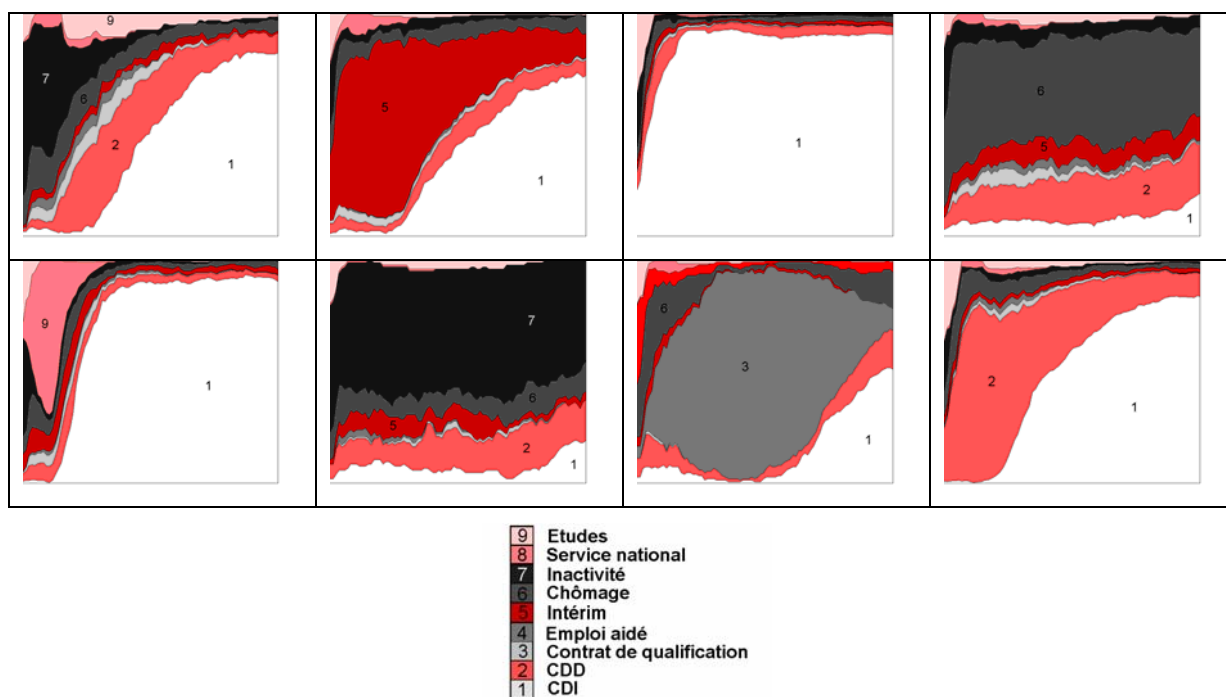 9
7
6
2
1
5
1
1
6
5
2
1
9
1
7
6
5
2
1
6
3
1
2
1
9 Etudes
8 Service national
7 Inactivité
6 Chômage
5 Intérim
4 Emploi aidé
3 Contrat de qualification
2 CDD
1 CDI